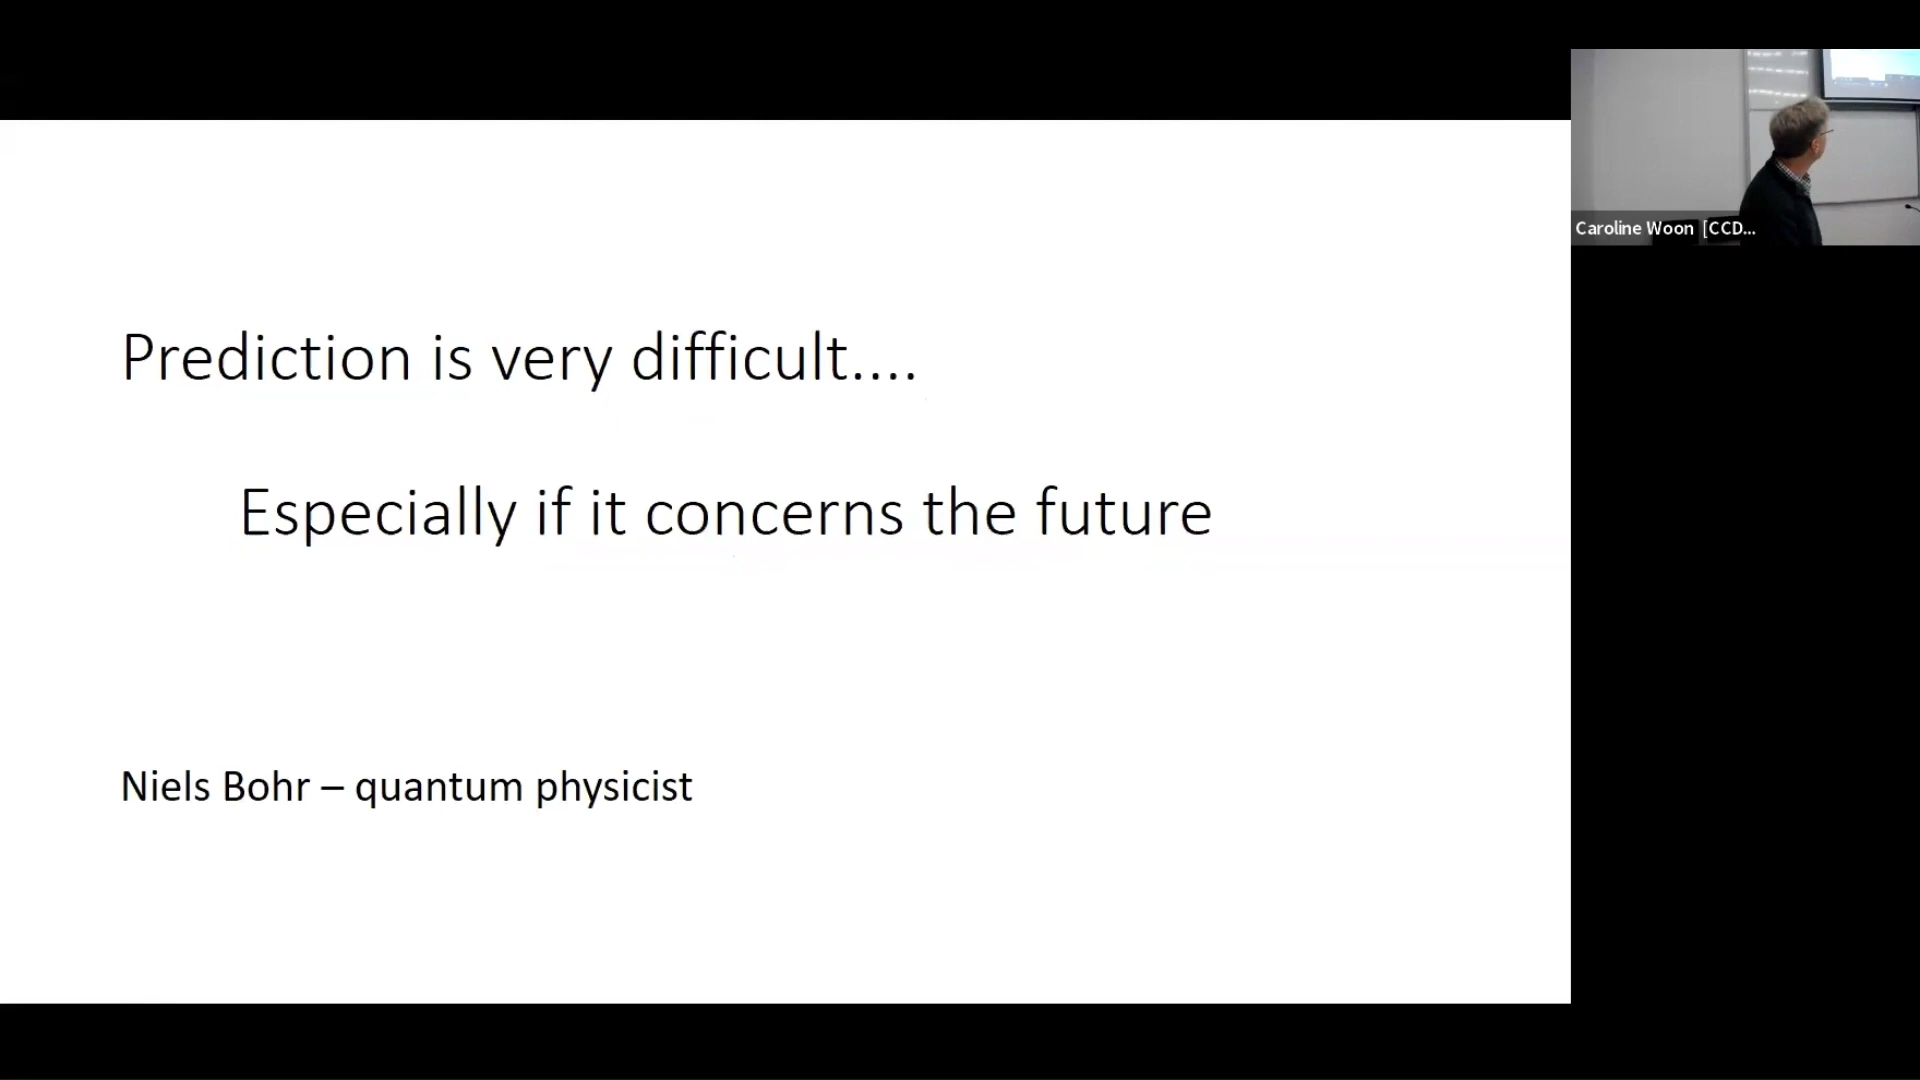 Prediction is very difficult....
Especially if it concerns the future
Niels Bohr – quantum physicist
Caroline Woon [CCD...